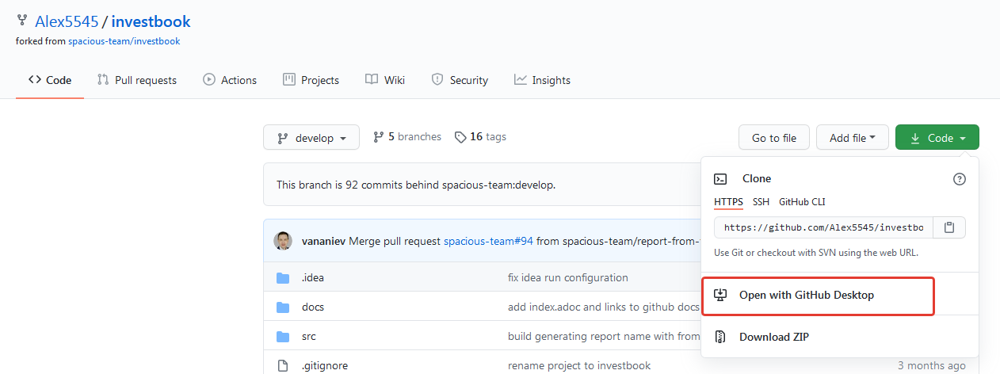 Alex5545 / investbook
forked from spacious-team/investbook
Code Pull requests Actions Projects Wiki Security Insights
develop 5 branches 16 tags Go to file Add file Code
This branch is 92 commits behind spacious-team:develop.
Clone
HTTPS SSH GitHub CLI
https://github.com/Alex5545/investbo
Use Git or checkout with SVN using the web URL.
Open with GitHub Desktop
Download ZIP
vananiev Merge pull request spacious-team#94 from spacious-team/report-from-
.idea fix idea run configuration
docs add index.adoc and links to github docs
src build generating report name with from
.gitignore rename project to investbook 3 months ago